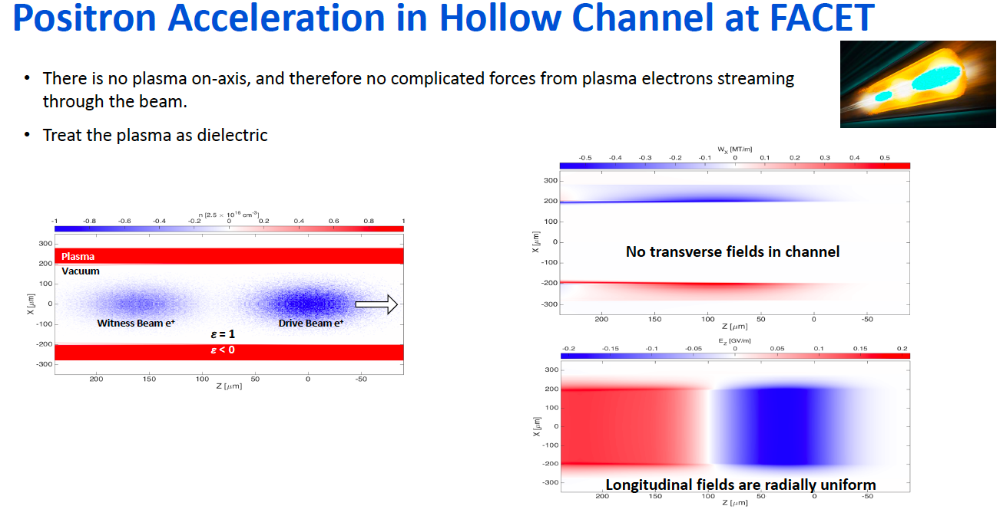 Positron Acceleration in Hollow Channel at FACET
• There is no plasma on-axis, and therefore no complicated forces from plasma electrons streaming
through the beam.
• Treat the plasma as dielectric
n [2.5 × 10¹⁶ cm⁻³]
-1 -0.8 -0.6 -0.4 -0.2 0 0.2 0.4 0.6 0.8 1
300
Plasma
200
Vacuum
100
0
X [μm]
Witness Beam e⁺ Drive Beam e⁺
-100
ε = 1
-200
ε < 0
-300
200 150 100 50 0 -50
Z [μm]
Wₓ [MT/m]
-0.5 -0.4 -0.3 -0.2 -0.1 0 0.1 0.2 0.3 0.4 0.5
300
200
100
0
X [μm]
No transverse fields in channel
-100
-200
-300
200 150 100 50 0 -50
Z [μm]
E_Z [GV/m]
-0.2 -0.15 -0.1 -0.05 0 0.05 0.1 0.15 0.2
300
200
100
0
X [μm]
-100
-200
-300
Longitudinal fields are radially uniform
200 150 100 50 0 -50
Z [μm]